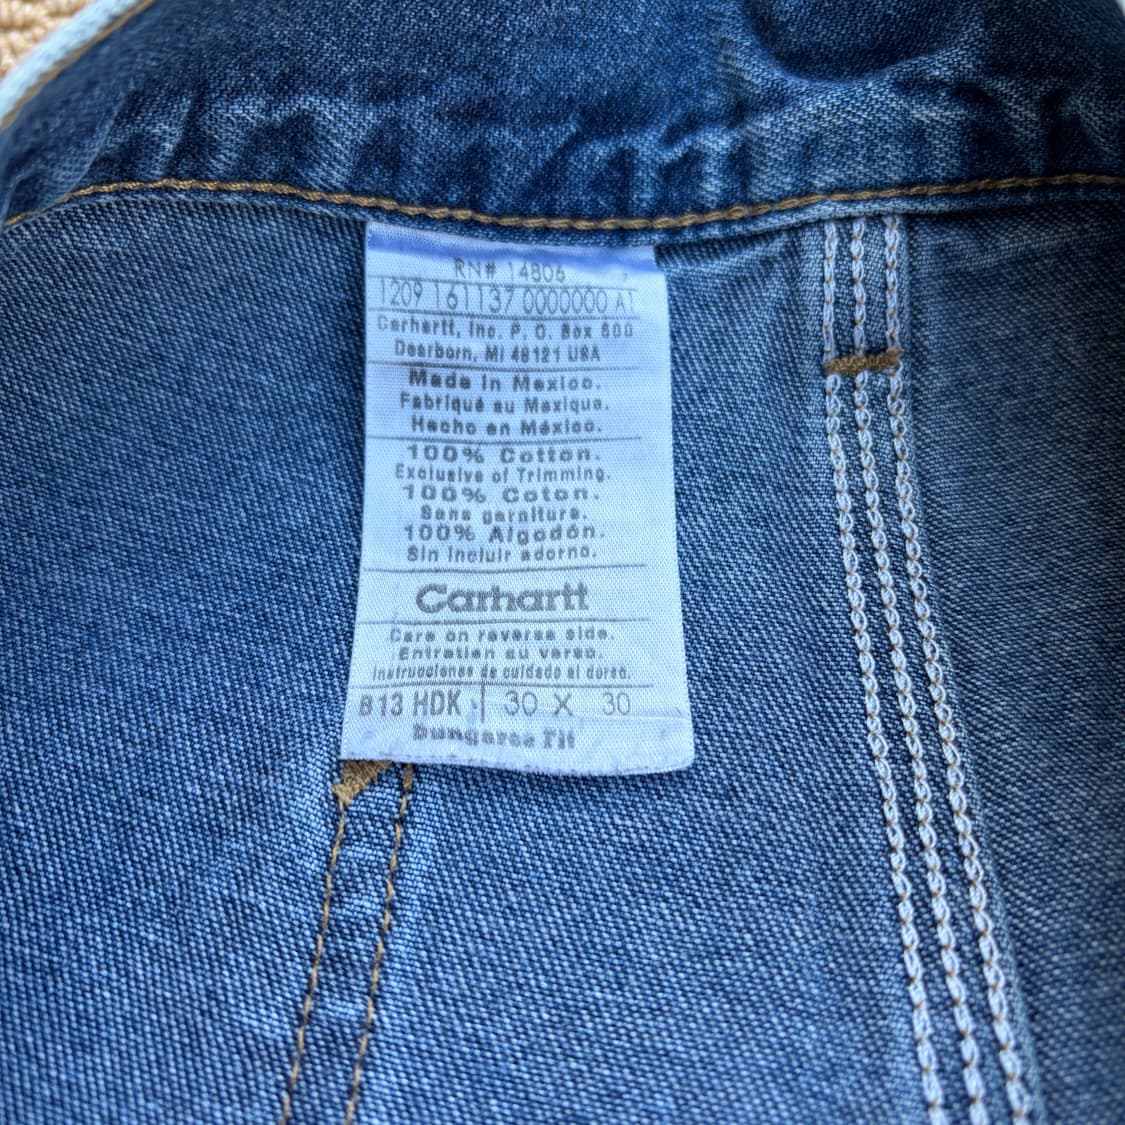 RN# 14806
1209 161137 0000000 A1
Carhartt, Inc. P. O. Box 600
Dearborn, MI 48121 USA
Made in Mexico.
Fabriqué au Mexique.
Hecho en México.
100% Cotton.
Exclusive of Trimming.
100% Coton.
Sans garniture.
100% Algodón.
Sin incluir adorno.
Carhartt
Care on reverse side.
Entretien au verso.
Instrucciones de cuidado al dorso.
B13 HDK 30 X 30
Dungaree Fit